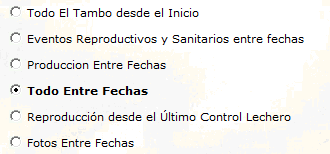 Todo El Tambo desde el Inicio
Eventos Reproductivos y Sanitarios entre fechas
Produccion Entre Fechas
Todo Entre Fechas
Reproducción desde el Último Control Lechero
Fotos Entre Fechas